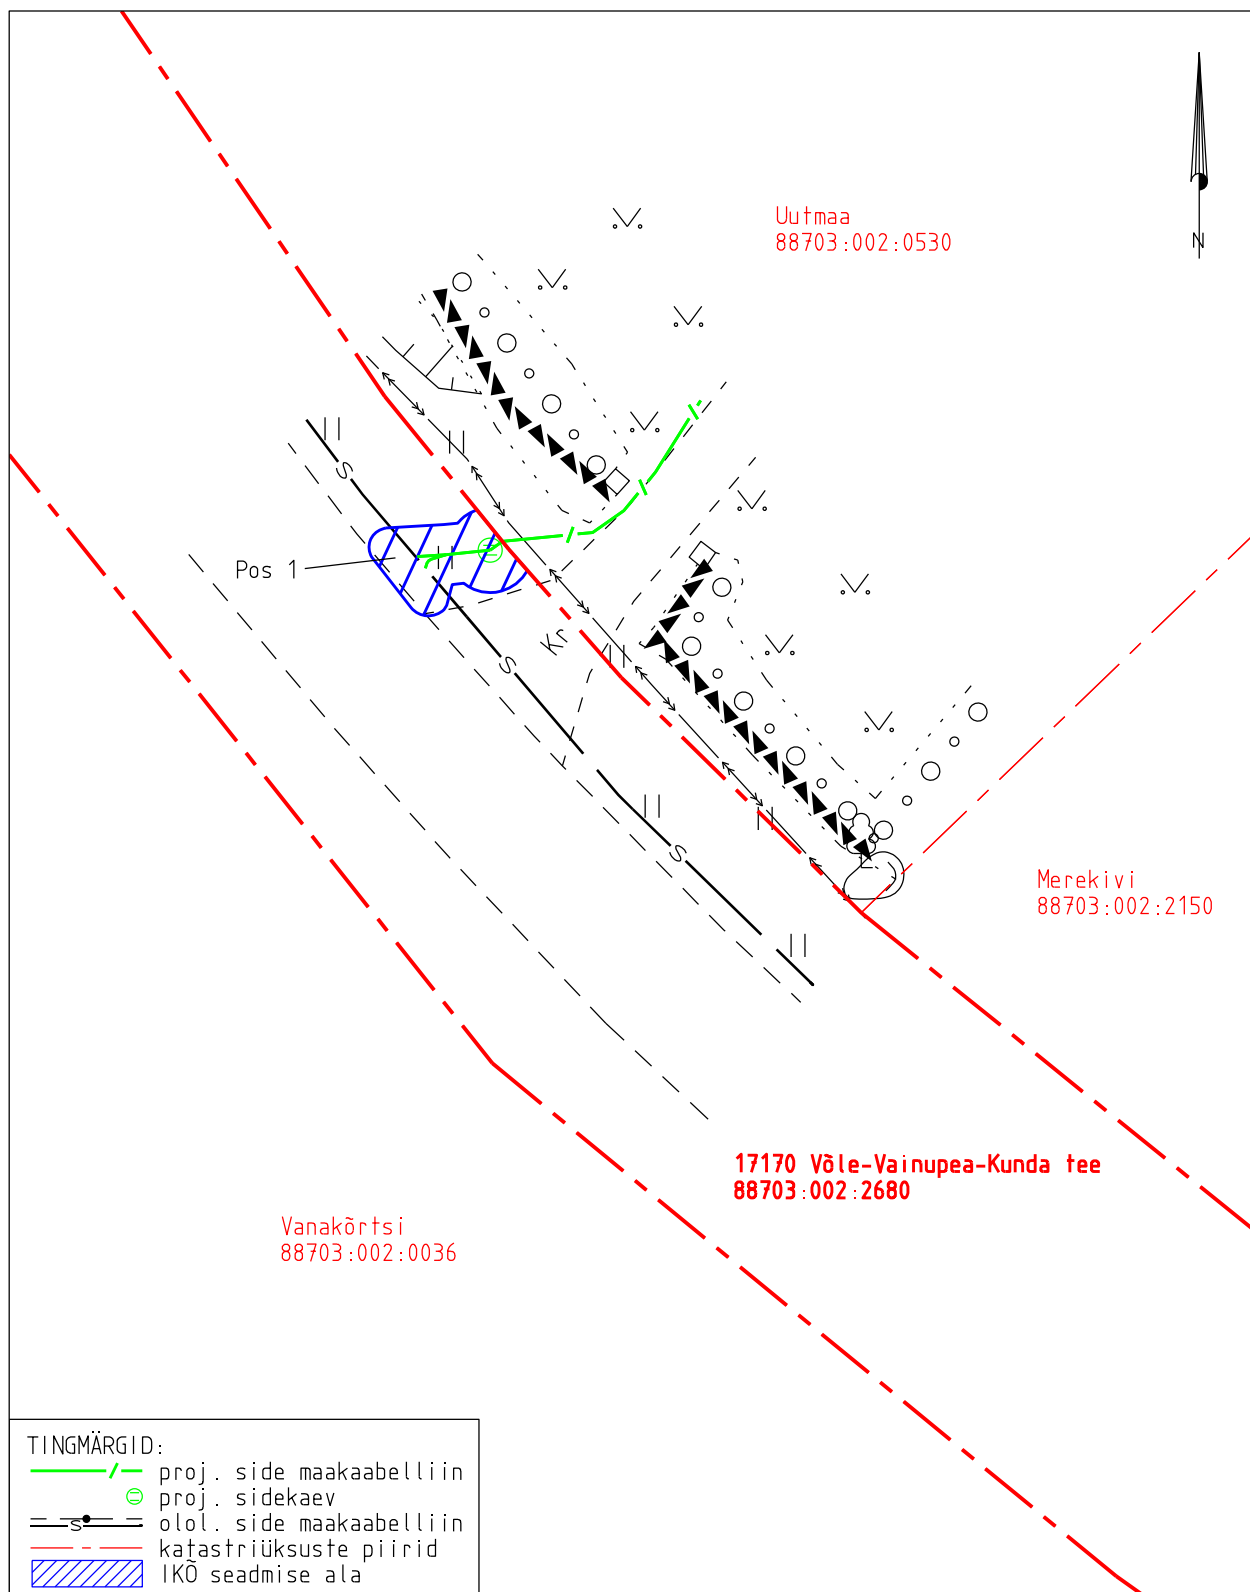 N
Uutmaa
88703:002:0530
S
Pos 1
Kr
S
S
Merekivi
88703:002:2150
17170 Võle-Vainupea-Kunda tee
88703:002:2680
Vanakõrtsi
88703:002:0036
TINGMÄRGID:
proj. side maakaabelliin
proj. sidekaev
S olol. side maakaabelliin
katastriüksuste piirid
IKÕ seadmise ala